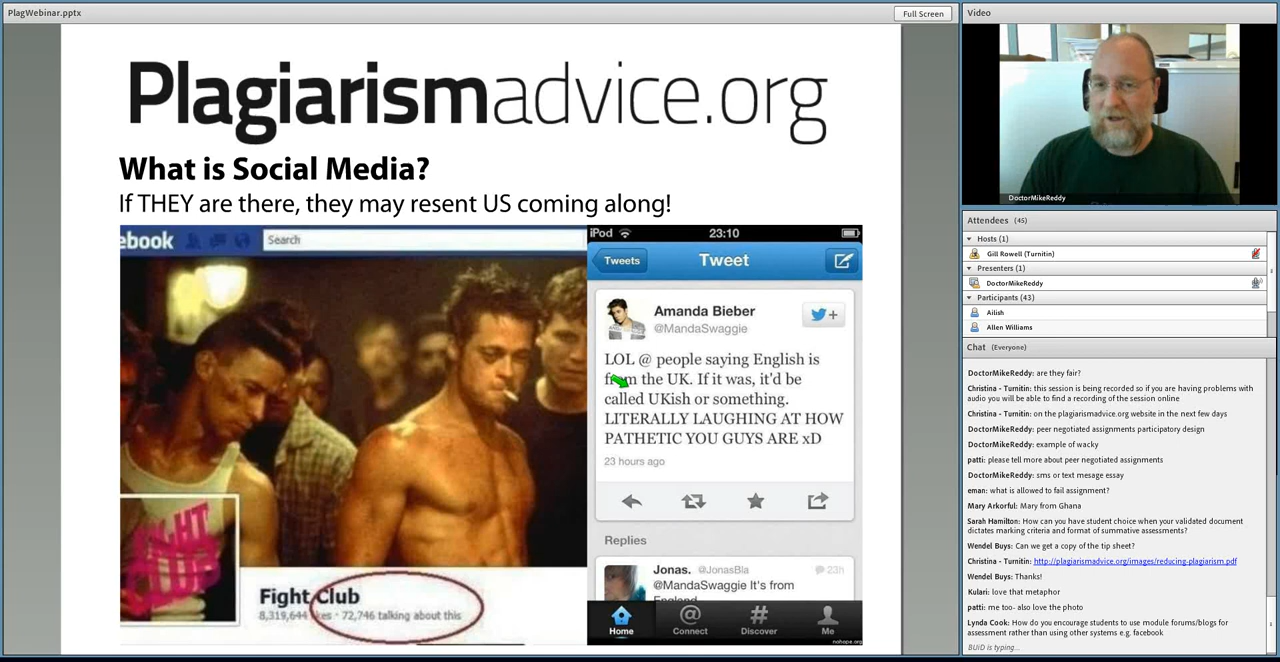 PlagWebinar.pptx
Full Screen
Plagiarismadvice.org
What is Social Media?
If THEY are there, they may resent US coming along!
ebook
Search
Fight Club
8,319,644 likes · 72,746 talking about this
iPod
23:10
Tweets
Tweet
Amanda Bieber
@MandaSwaggie
LOL @ people saying English is
from the UK. If it was, it'd be
called UKish or something.
LITERALLY LAUGHING AT HOW
PATHETIC YOU GUYS ARE xD
23 hours ago
Replies
Jonas. @JonasBla
23h
@MandaSwaggie It's from
England
Home
Connect
Discover
Me
nohope.org
Video
DoctorMikeReddy
Attendees (45)
Hosts (1)
Gill Rowell (Turnitin)
Presenters (1)
DoctorMikeReddy
Participants (43)
Ailish
Allen Williams
Chat (Everyone)
DoctorMikeReddy: are they fair?
Christina - Turnitin: this session is being recorded so if you are having problems with
audio you will be able to find a recording of the session online
Christina - Turnitin: on the plagiarismadvice.org website in the next few days
DoctorMikeReddy: peer negotiated assignments participatory design
DoctorMikeReddy: example of wacky
patti: please tell more about peer negotiated assignments
DoctorMikeReddy: sms or text mesage essay
eman: what is allowed to fail assignment?
Mary Arkorful: Mary from Ghana
Sarah Hamilton: How can you have student choice when your validated document
dictates marking criteria and format of summative assessments?
Wendel Buys: Can we get a copy of the tip sheet?
Christina - Turnitin: http://plagiarismadvice.org/images/reducing-plagiarism.pdf
Wendel Buys: Thanks!
Kulari: love that metaphor
patti: me too- also love the photo
Lynda Cook: How do you encourage students to use module forums/blogs for
assessment rather than using other systems e.g. facebook
BUiD is typing...